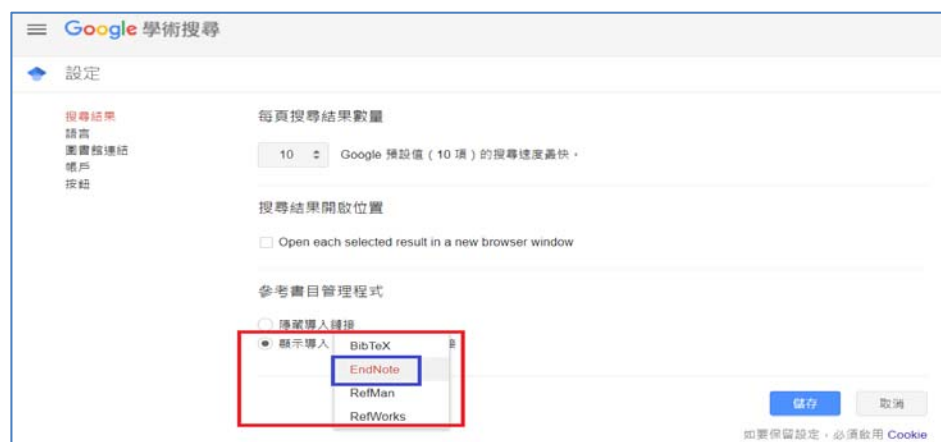 Google 學術搜尋
設定
搜尋結果
語言
圖書館連結
帳戶
按鈕
每頁搜尋結果數量
10 Google 預設值（10 項）的搜尋速度最快。
搜尋結果開啟位置
Open each selected result in a new browser window
參考書目管理程式
隱藏導入鏈接
顯示導入
BibTeX
EndNote
RefMan
RefWorks
儲存 取消
如要保留設定，必須啟用 Cookie